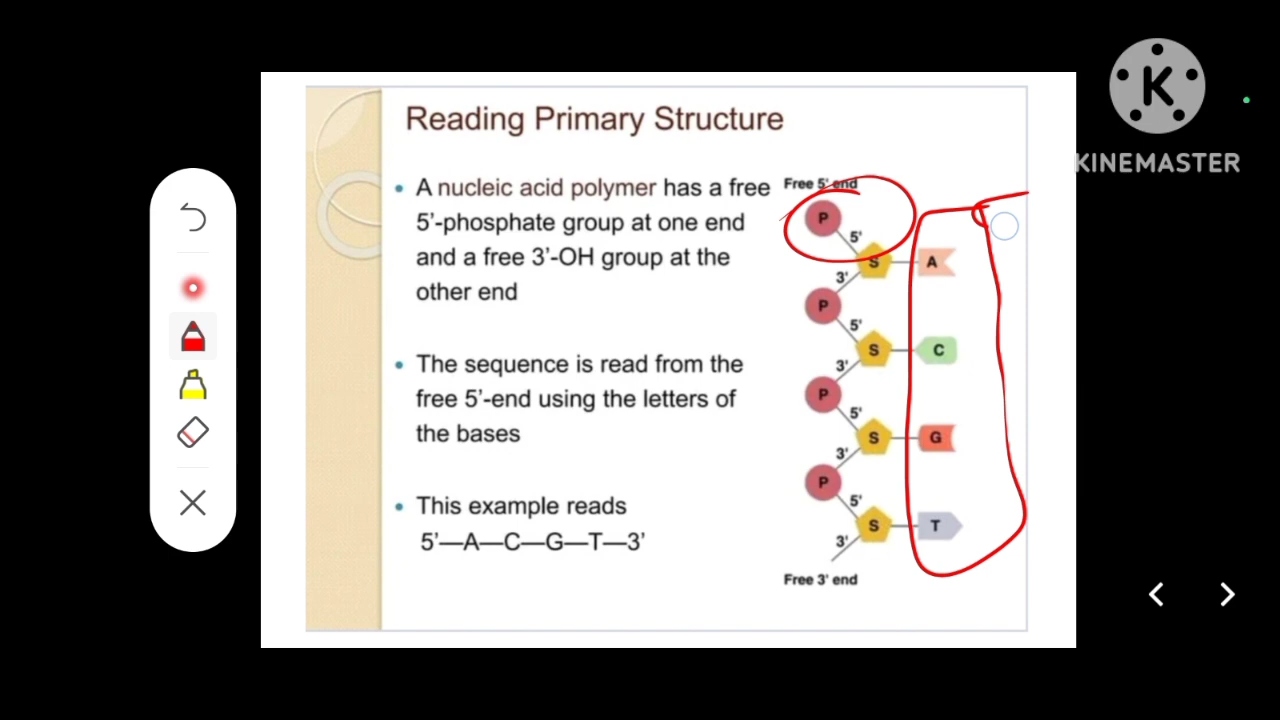 Reading Primary Structure
• A nucleic acid polymer has a free
5’-phosphate group at one end
and a free 3’-OH group at the
other end
• The sequence is read from the
free 5’-end using the letters of
the bases
• This example reads
5’—A—C—G—T—3’
Free 5' end
P
5'
S
A
3'
P
5'
S
C
3'
P
5'
S
G
3'
P
5'
S
T
3'
Free 3' end
K
KINEMASTER